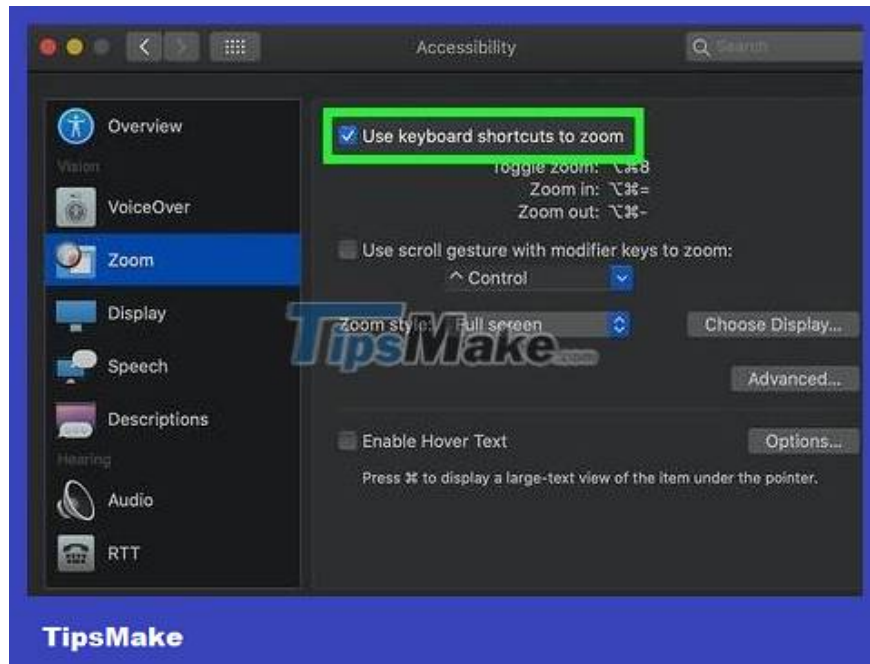 Accessibility
Search
Overview
Vision
VoiceOver
Zoom
Display
Speech
Descriptions
Hearing
Audio
RTT
Use keyboard shortcuts to zoom
Toggle zoom: ⌥⌘8
Zoom in: ⌥⌘=
Zoom out: ⌥⌘-
Use scroll gesture with modifier keys to zoom:
^ Control
Zoom style: Full screen
Choose Display...
TipsMake.com
Advanced...
Enable Hover Text
Options...
Press ⌘ to display a large-text view of the item under the pointer.
TipsMake